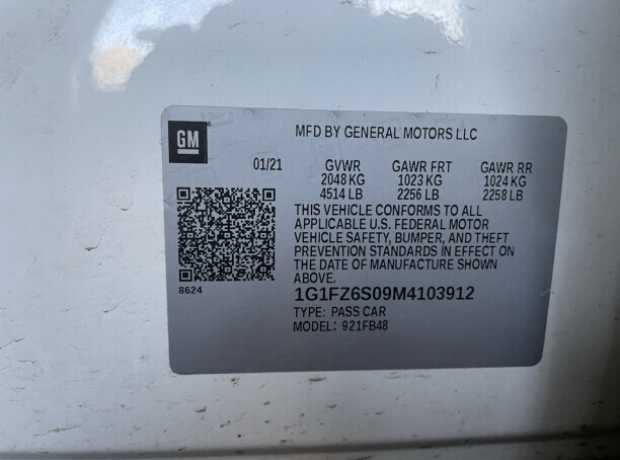 GM
MFD BY GENERAL MOTORS LLC
01/21 GVWR GAWR FRT GAWR RR
2048 KG 1023 KG 1024 KG
4514 LB 2256 LB 2258 LB
THIS VEHICLE CONFORMS TO ALL
APPLICABLE U.S. FEDERAL MOTOR
VEHICLE SAFETY, BUMPER, AND THEFT
PREVENTION STANDARDS IN EFFECT ON
THE DATE OF MANUFACTURE SHOWN
ABOVE.
8624
1G1FZ6S09M4103912
TYPE: PASS CAR
MODEL: 921FB48